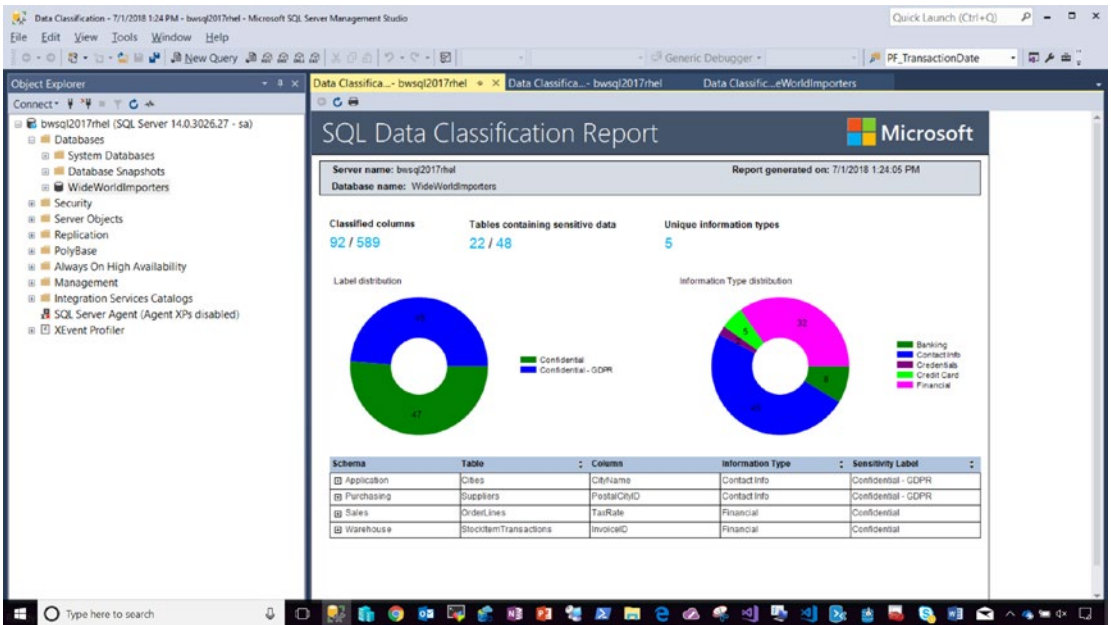 Data Classification - 7/1/2018 1:24 PM - bwsql2017rhel - Microsoft SQL Server Management Studio
Quick Launch (Ctrl+Q)
File Edit View Tools Window Help
New Query
Generic Debugger
PF_TransactionDate
Object Explorer
Data Classifica...- bwsql2017rhel
Data Classifica...- bwsql2017rhel
Data Classific...eWorldImporters
Connect
bwsql2017rhel (SQL Server 14.0.3026.27 - sa)
Databases
System Databases
Database Snapshots
WideWorldImporters
Security
Server Objects
Replication
PolyBase
Always On High Availability
Management
Integration Services Catalogs
SQL Server Agent (Agent XPs disabled)
XEvent Profiler
SQL Data Classification Report
Microsoft
Server name: bwsql2017rhel
Report generated on: 7/1/2018 1:24:05 PM
Database name: WideWorldImporters
Classified columns
Tables containing sensitive data
Unique information types
92 / 589
22 / 48
5
Label distribution
Information Type distribution
47
Confidential
Confidential - GDPR
32
5
Banking
Contact Info
Credentials
Credit Card
Financial
Schema Table Column Information Type Sensitivity Label
Application Cities CityName Contact Info Confidential - GDPR
Purchasing Suppliers PostalCityID Contact Info Confidential - GDPR
Sales OrderLines TaxRate Financial Confidential
Warehouse StockItemTransactions InvoiceID Financial Confidential
Type here to search